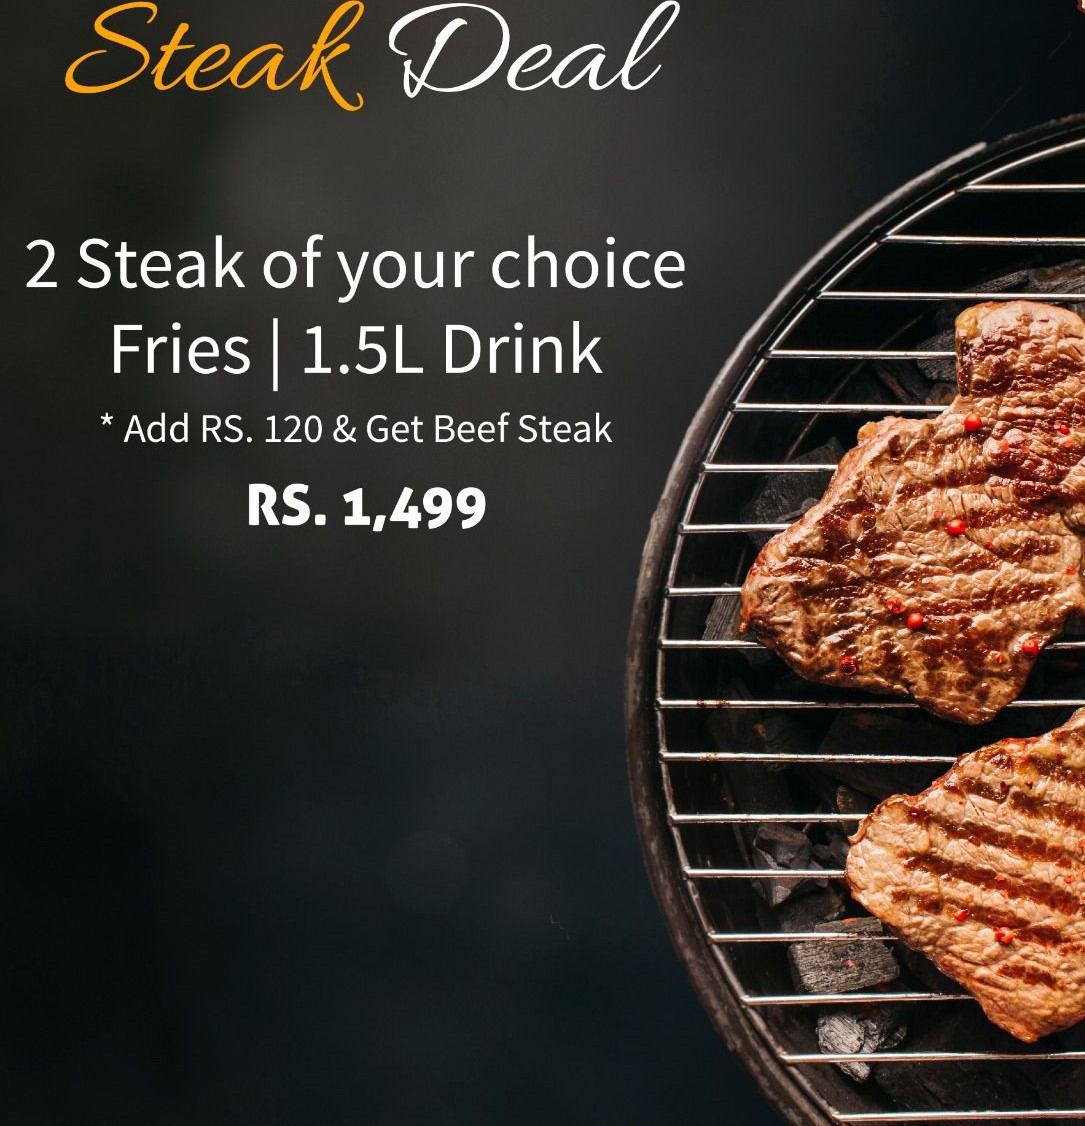 Steak Deal
2 Steak of your choice
Fries | 1.5L Drink
* Add RS. 120 & Get Beef Steak
RS. 1,499